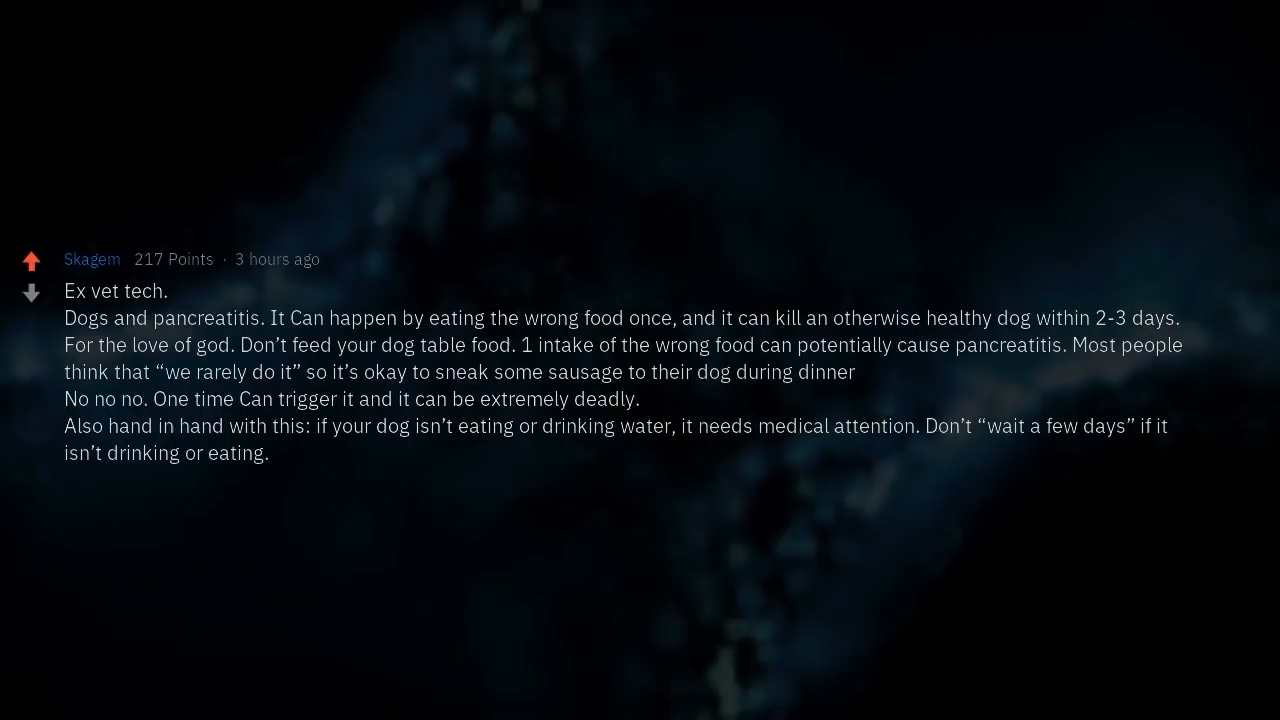 Skagem 217 Points · 3 hours ago
Ex vet tech.
Dogs and pancreatitis. It Can happen by eating the wrong food once, and it can kill an otherwise healthy dog within 2-3 days.
For the love of god. Don’t feed your dog table food. 1 intake of the wrong food can potentially cause pancreatitis. Most people
think that “we rarely do it” so it’s okay to sneak some sausage to their dog during dinner
No no no. One time Can trigger it and it can be extremely deadly.
Also hand in hand with this: if your dog isn’t eating or drinking water, it needs medical attention. Don’t “wait a few days” if it
isn’t drinking or eating.